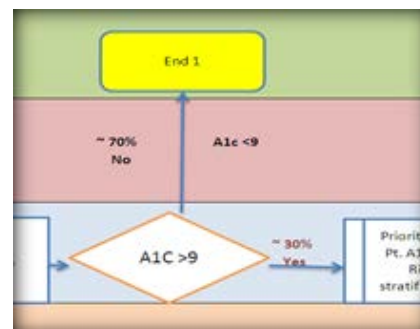 End 1
~ 70%
No
A1c <9
A1C >9
~ 30%
Yes
Priorit
Pt. A1
Ri
stratif